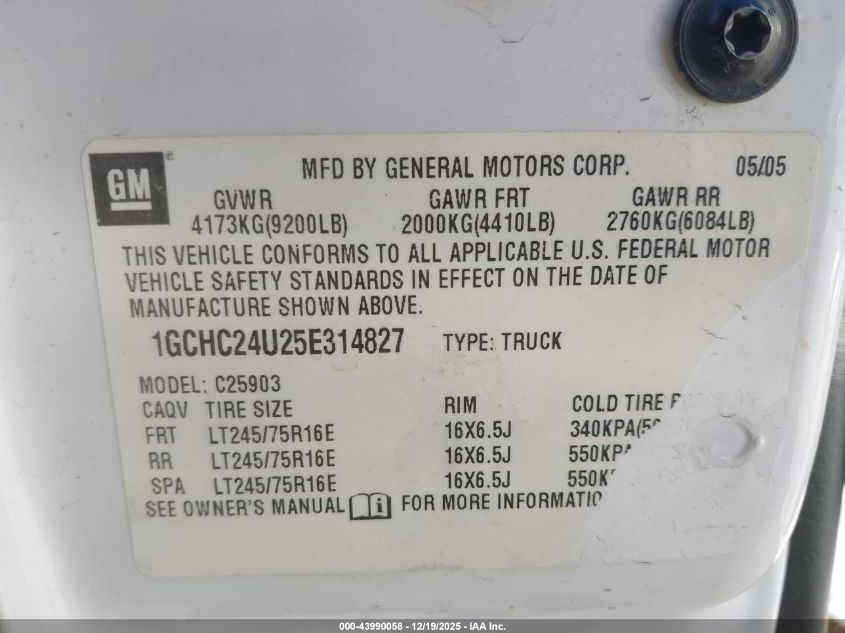 GM®
MFD BY GENERAL MOTORS CORP. 05/05
GVWR GAWR FRT GAWR RR
4173KG(9200LB) 2000KG(4410LB) 2760KG(6084LB)
THIS VEHICLE CONFORMS TO ALL APPLICABLE U.S. FEDERAL MOTOR
VEHICLE SAFETY STANDARDS IN EFFECT ON THE DATE OF
MANUFACTURE SHOWN ABOVE.
1GCHC24U25E314827 TYPE: TRUCK
MODEL: C25903
CAQV TIRE SIZE RIM COLD TIRE
FRT LT245/75R16E 16X6.5J 340KPA
RR LT245/75R16E 16X6.5J 550KPA
SPA LT245/75R16E 16X6.5J 550K
SEE OWNER'S MANUAL i FOR MORE INFORMATIO
000-43990058 - 12/19/2025 - IAA Inc.